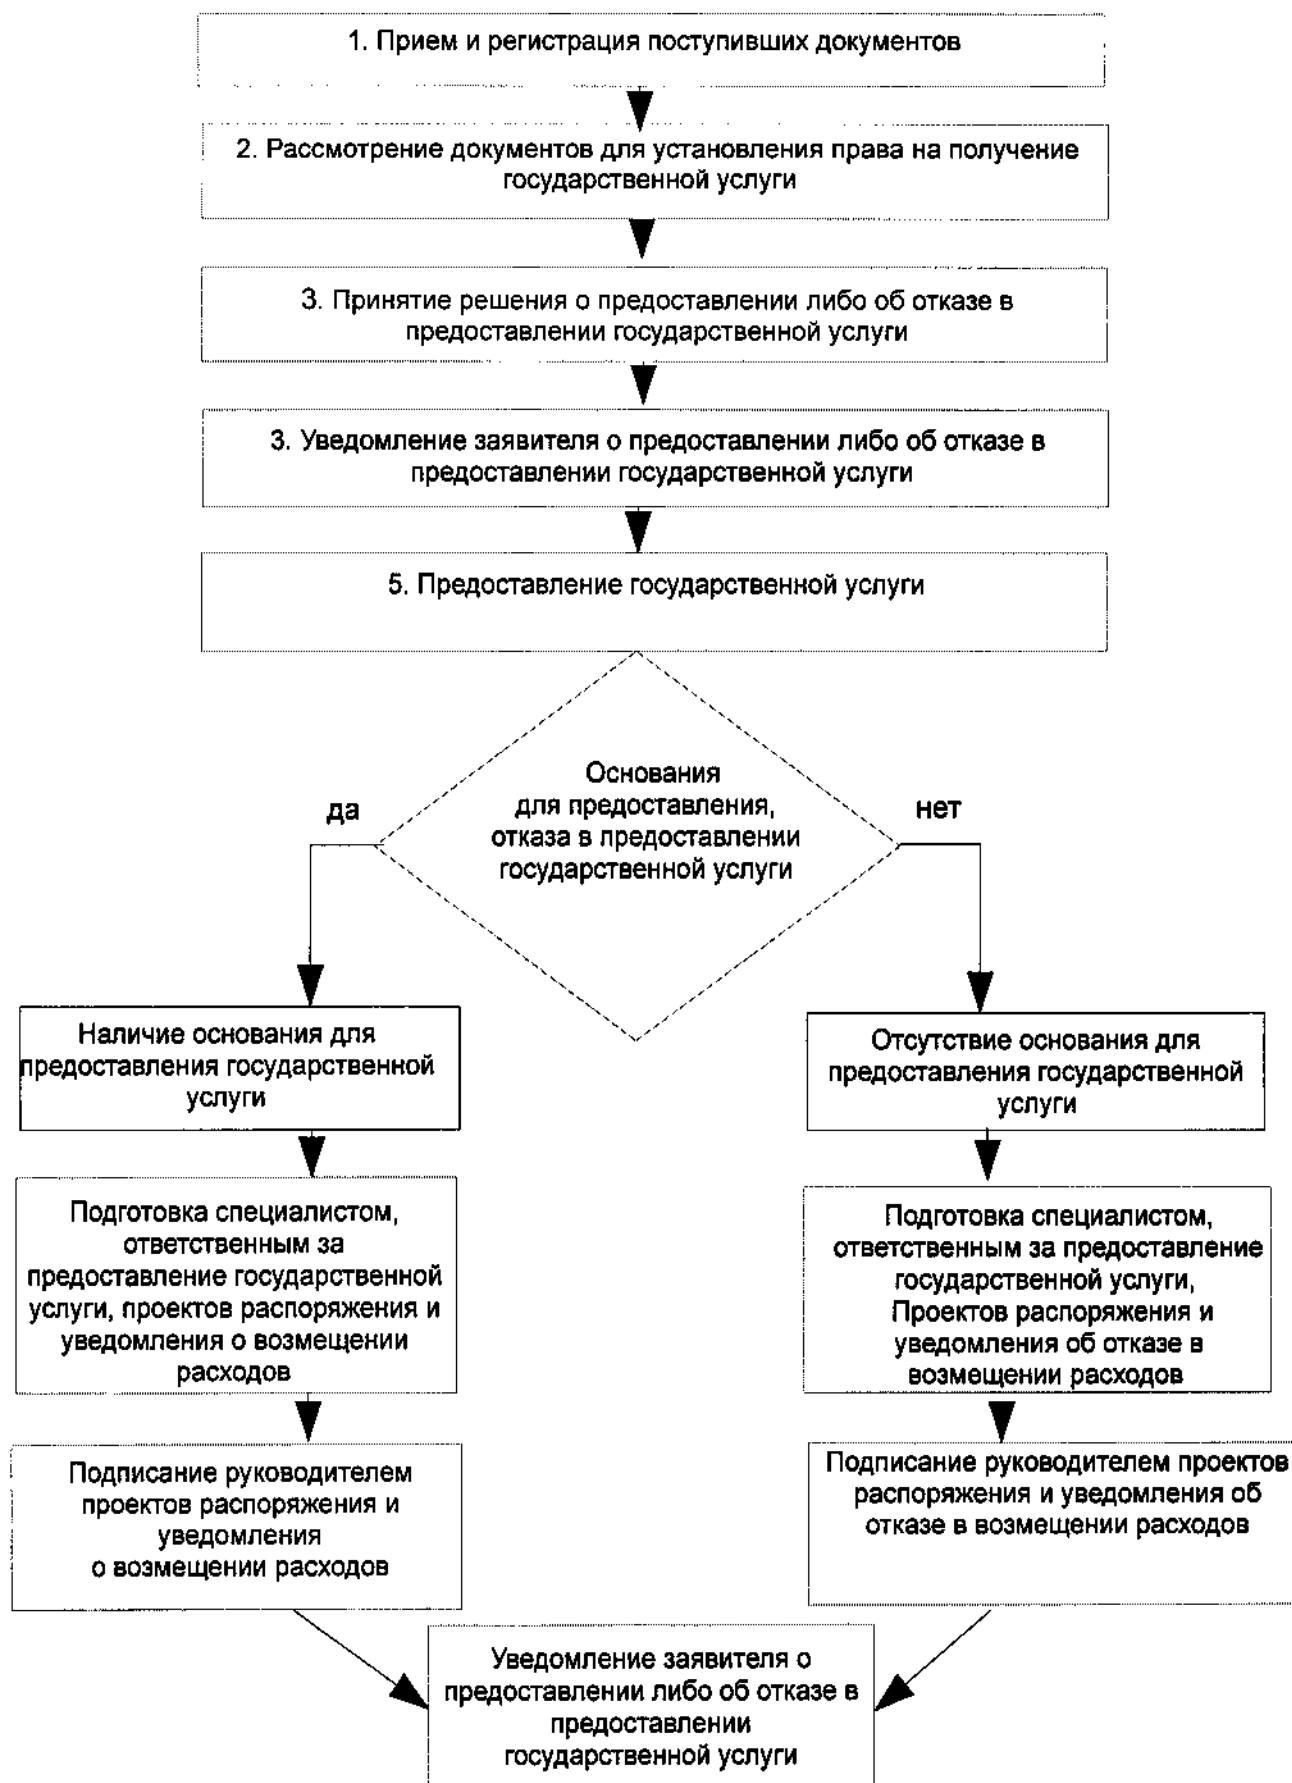 1. Прием и регистрация поступивших документов
2. Рассмотрение документов для установления права на получение
государственной услуги
3. Принятие решения о предоставлении либо об отказе в
предоставлении государственной услуги
3. Уведомление заявителя о предоставлении либо об отказе в
предоставлении государственной услуги
5. Предоставление государственной услуги
Основания
для предоставления,
отказа в предоставлении
государственной услуги
да
нет
Наличие основания для
предоставления государственной
услуги
Отсутствие основания для
предоставления государственной
услуги
Подготовка специалистом,
ответственным за
предоставление государственной
услуги, проектов распоряжения и
уведомления о возмещении
расходов
Подготовка специалистом,
ответственным за предоставление
государственной услуги,
Проектов распоряжения и
уведомления об отказе в
возмещении расходов
Подписание руководителем
проектов распоряжения и
уведомления
о возмещении расходов
Подписание руководителем проектов
распоряжения и уведомления об
отказе в возмещении расходов
Уведомление заявителя о
предоставлении либо об отказе в
предоставлении
государственной услуги